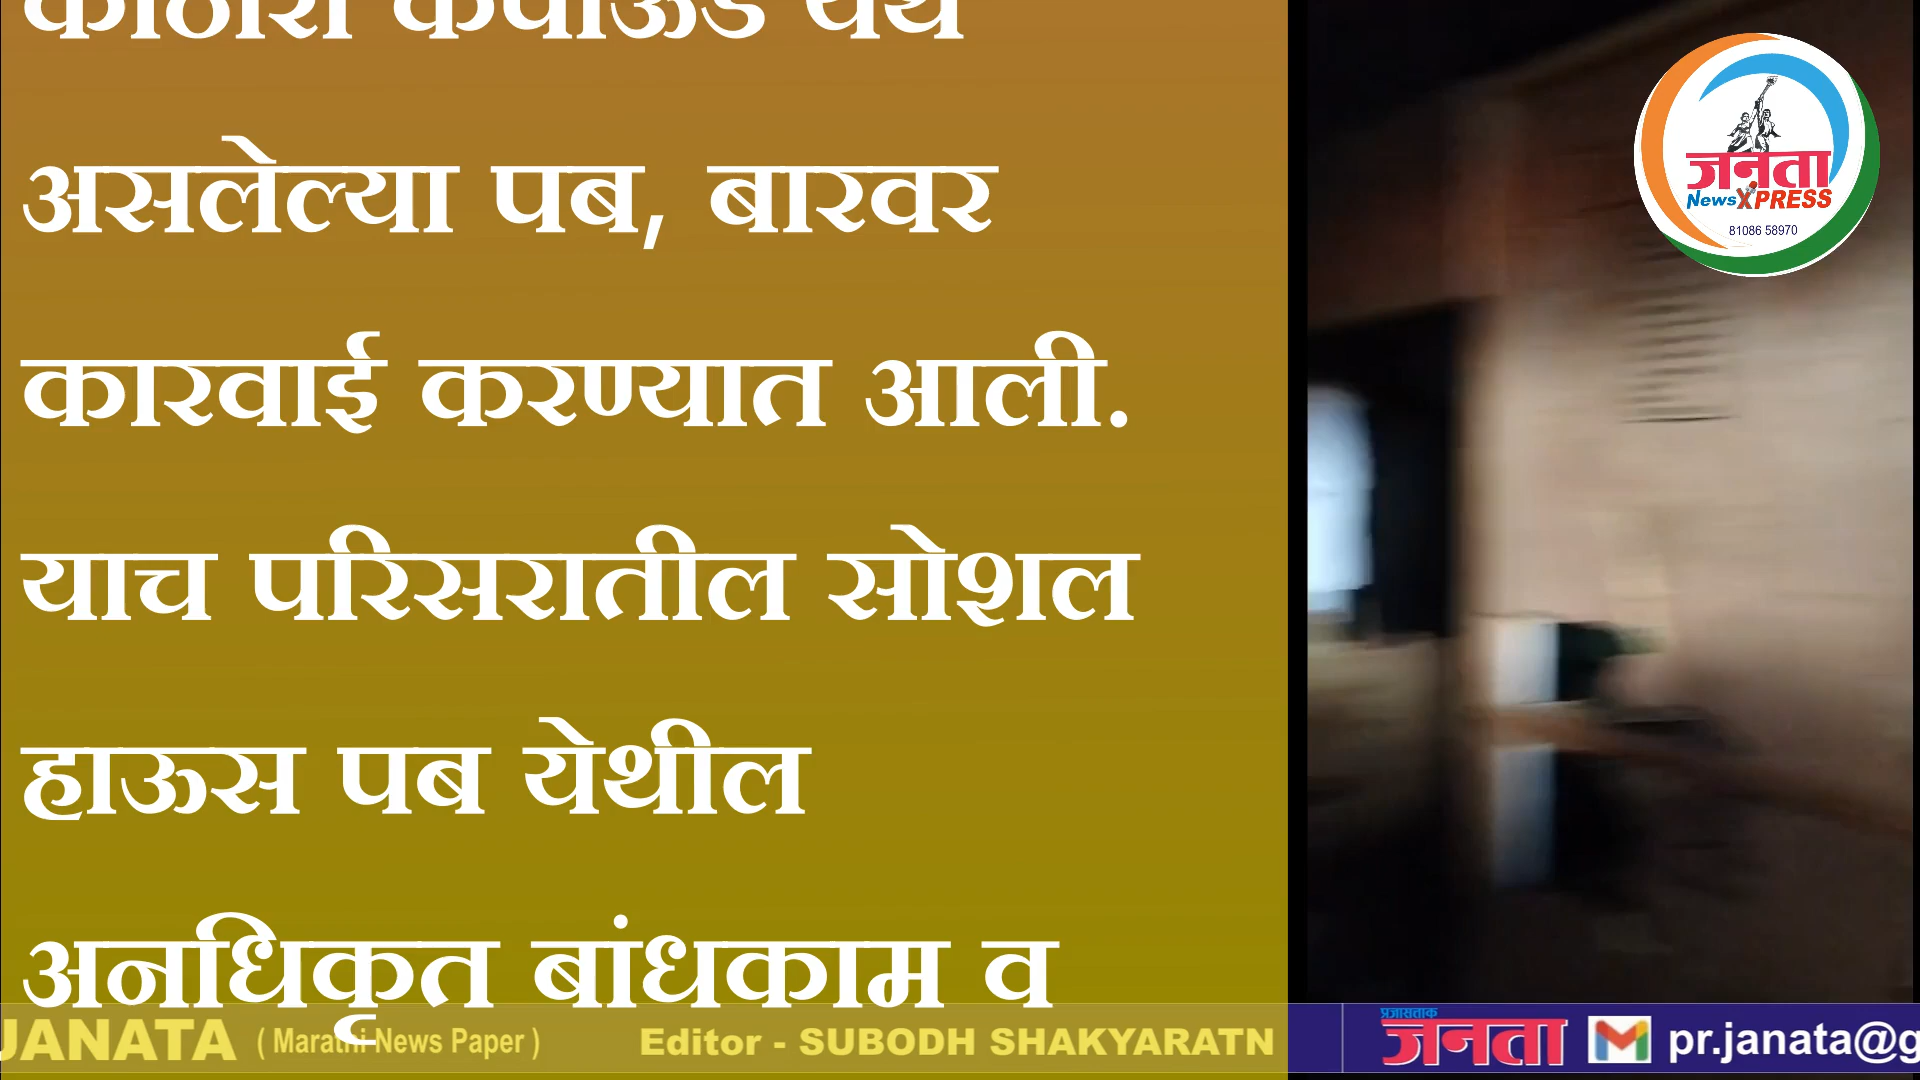 कोठारी कंपाऊंड येथे
असलेल्या पब, बारवर
कारवाई करण्यात आली.
याच परिसरातील सोशल
हाऊस पब येथील
अनधिकृत बांधकाम व
जनता
NewsXPRESS
81086 58970
JANATA ( Marathi News Paper ) Editor - SUBODH SHAKYARATN
प्रजासत्ताक
जनता
pr.janata@g